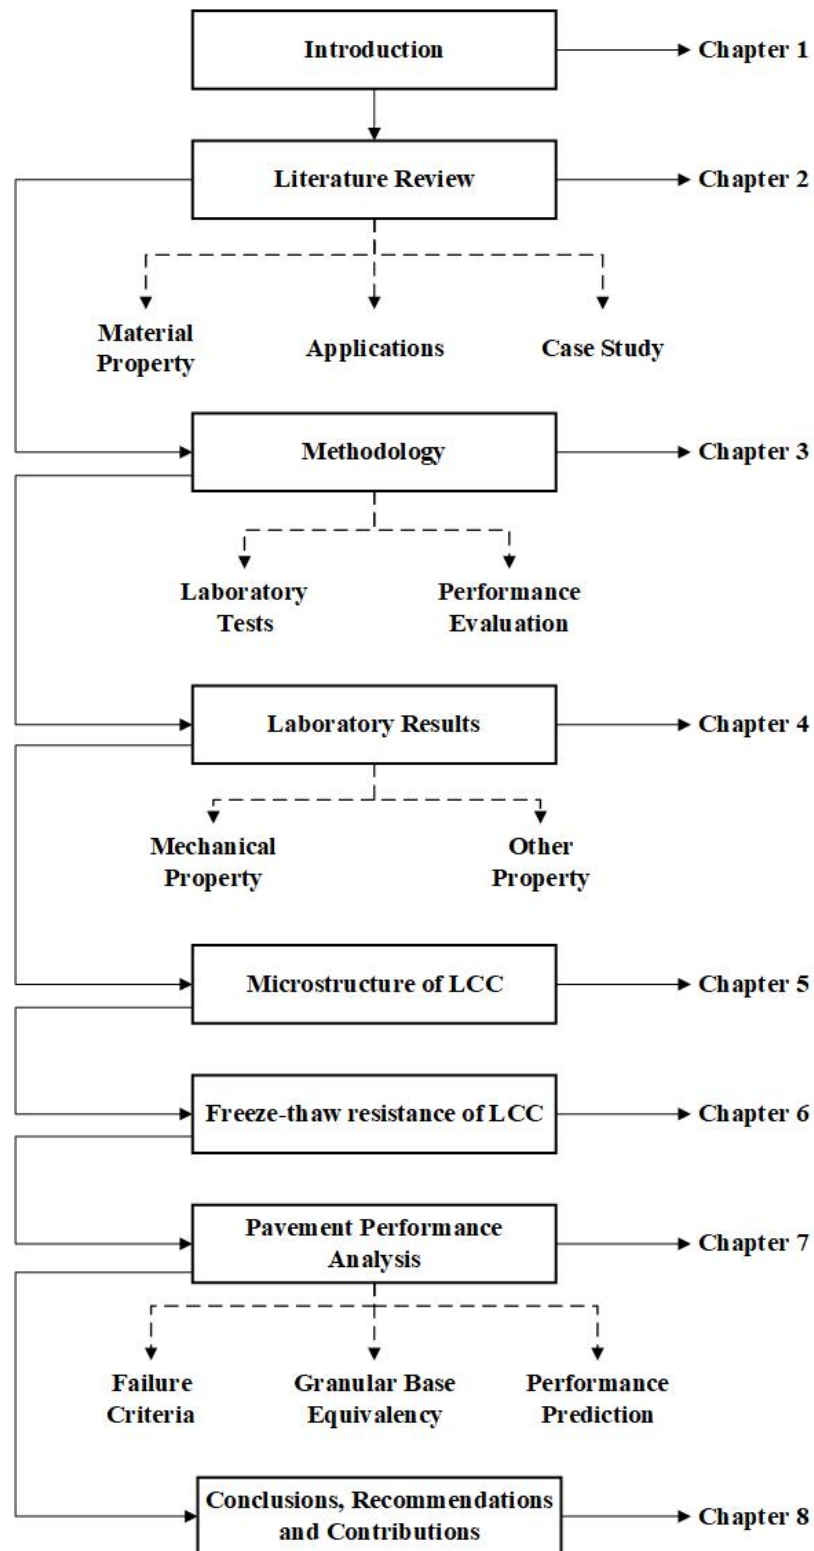 Introduction
Chapter 1
Literature Review
Chapter 2
Material
Property
Applications
Case Study
Methodology
Chapter 3
Laboratory
Tests
Performance
Evaluation
Laboratory Results
Chapter 4
Mechanical
Property
Other
Property
Microstructure of LCC
Chapter 5
Freeze-thaw resistance of LCC
Chapter 6
Pavement Performance
Analysis
Chapter 7
Failure
Criteria
Granular Base
Equivalency
Performance
Prediction
Conclusions, Recommendations
and Contributions
Chapter 8